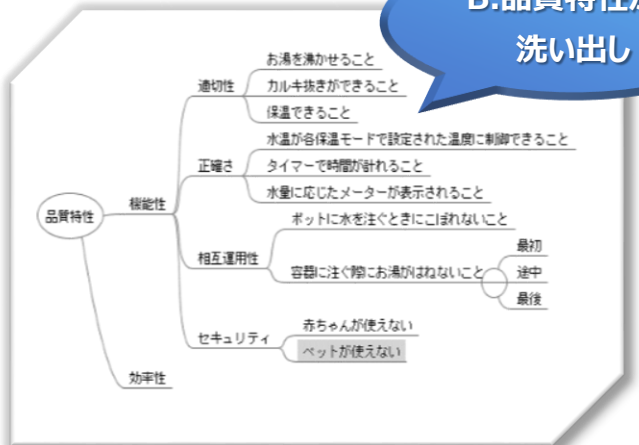 B.品質特性
洗い出し
お湯を沸かせること
適切性
カルキ抜きができること
保温できること
水温が各保温モードで設定された温度に制御できること
正確さ
タイマーで時間が計れること
水量に応じたメーターが表示されること
品質特性
機能性
ポットに水を注ぐときにこぼれないこと
相互運用性
容器に注ぐ際にお湯がはねないこと
最初
途中
最後
セキュリティ
赤ちゃんが使えない
ペットが使えない
効率性